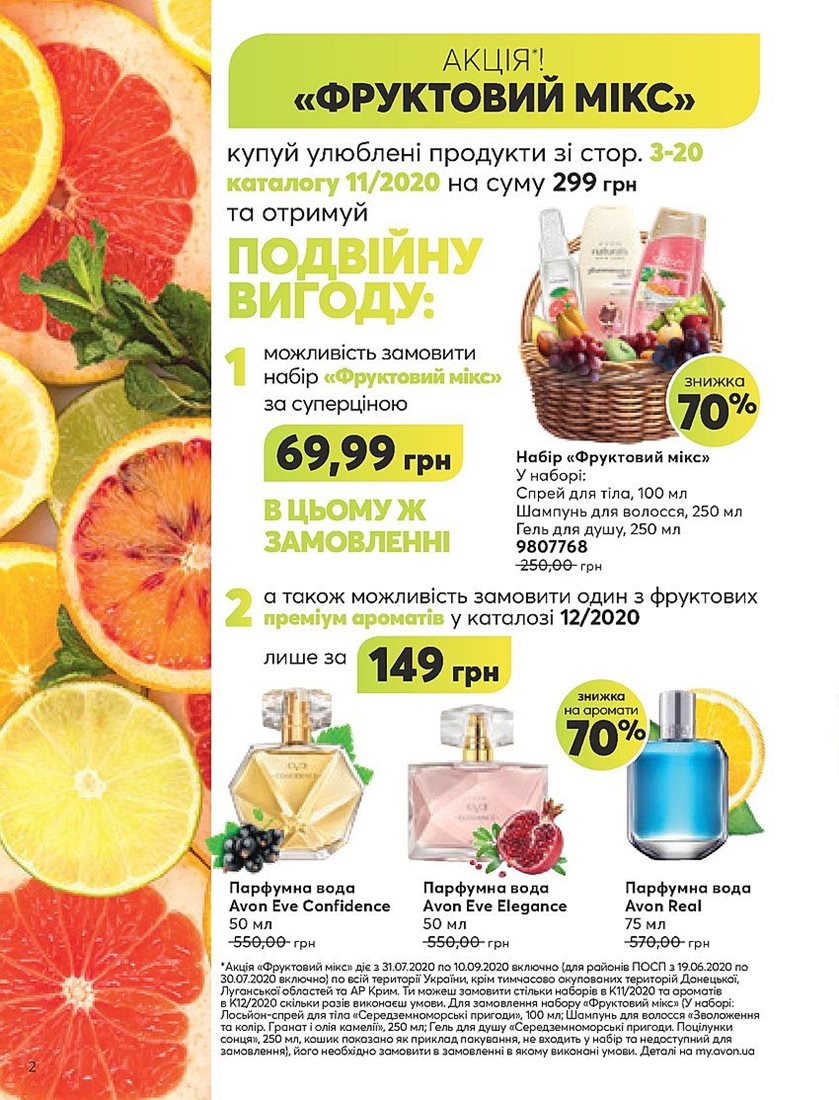 АКЦІЯ*!
«ФРУКТОВИЙ МІКС»
купуй улюблені продукти зі стор. 3-20
каталогу 11/2020 на суму 299 грн
та отримуй
ПОДВІЙНУ
ВИГОДУ:
1 можливість замовити
набір «Фруктовий мікс»
за суперціною
69,99 грн
В ЦЬОМУ Ж
ЗАМОВЛЕННІ
знижка
70%
Набір «Фруктовий мікс»
У наборі:
Спрей для тіла, 100 мл
Шампунь для волосся, 250 мл
Гель для душу, 250 мл
9807768
250,00 грн
2 а також можливість замовити один з фруктових
преміум ароматів у каталозі 12/2020
лише за 149 грн
знижка
на аромати
70%
Парфумна вода
Avon Eve Confidence
50 мл
550,00 грн
Парфумна вода
Avon Eve Elegance
50 мл
550,00 грн
Парфумна вода
Avon Real
75 мл
570,00 грн
*Акція «Фруктовий мікс» діє з 31.07.2020 по 10.09.2020 включно (для районів ПОСП з 19.06.2020 по
30.07.2020 включно) по всій території України, крім тимчасово окупованих територій Донецької,
Луганської областей та АР Крим. Ти можеш замовити стільки наборів в К11/2020 та ароматів
в К12/2020 скільки разів виконаєш умови. Для замовлення набору «Фруктовий мікс» (У наборі:
Лосьйон-спрей для тіла «Середземноморські пригоди», 100 мл; Шампунь для волосся «Зволоження
та колір. Гранат і олія камелії», 250 мл; Гель для душу «Середземноморські пригоди. Поцілунки
сонця», 250 мл, кошик показано як приклад пакування, не входить у набір та недоступний для
замовлення), його необхідно замовити в замовленні в якому виконані умови. Деталі на my.avon.ua
2